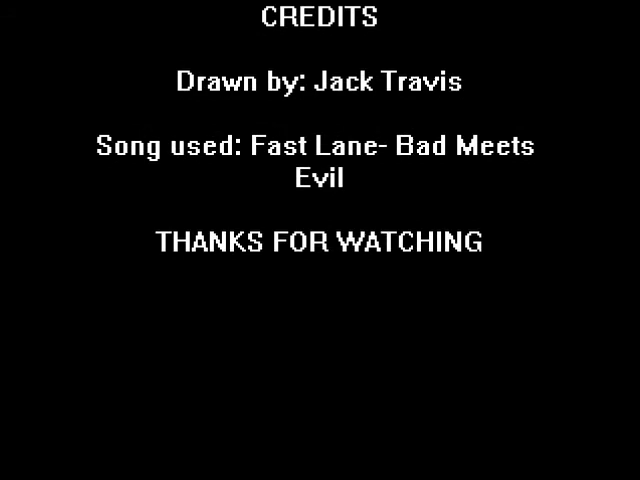 CREDITS
Drawn by: Jack Travis
Song used: Fast Lane- Bad Meets
Evil
THANKS FOR WATCHING